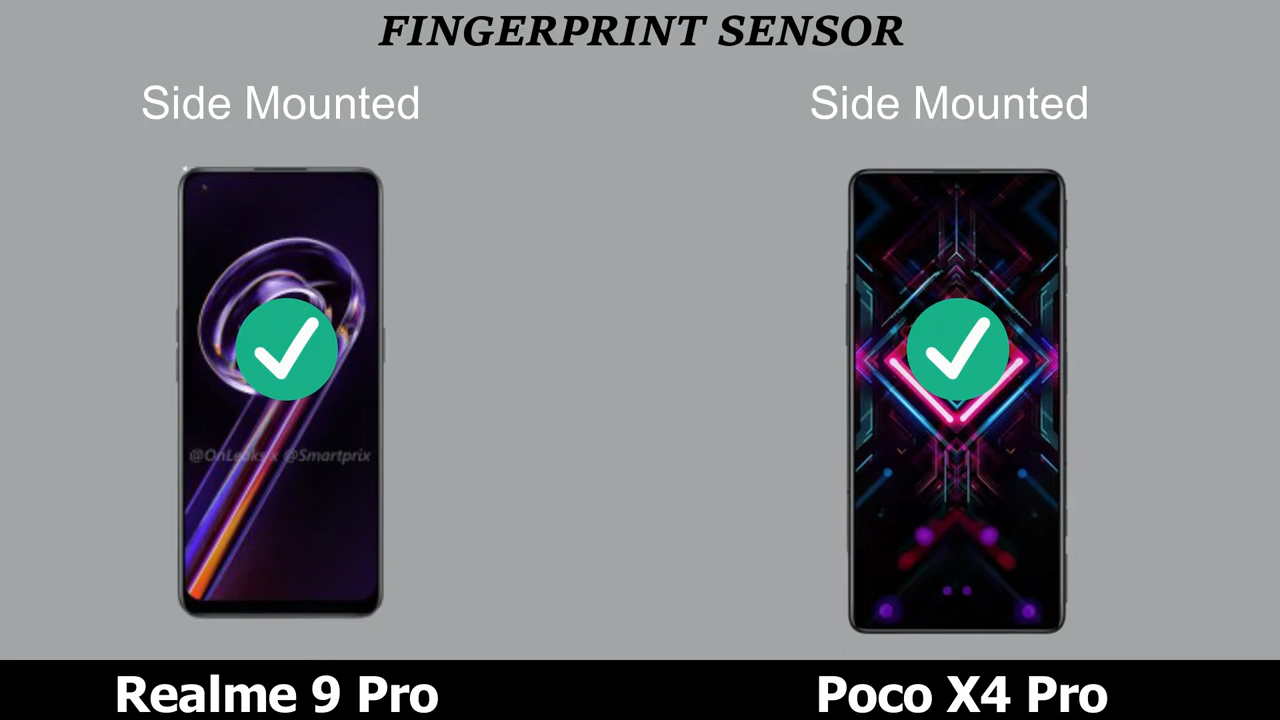 FINGERPRINT SENSOR
Side Mounted
Side Mounted
@OnLeaks x @Smartprix
Realme 9 Pro
Poco X4 Pro